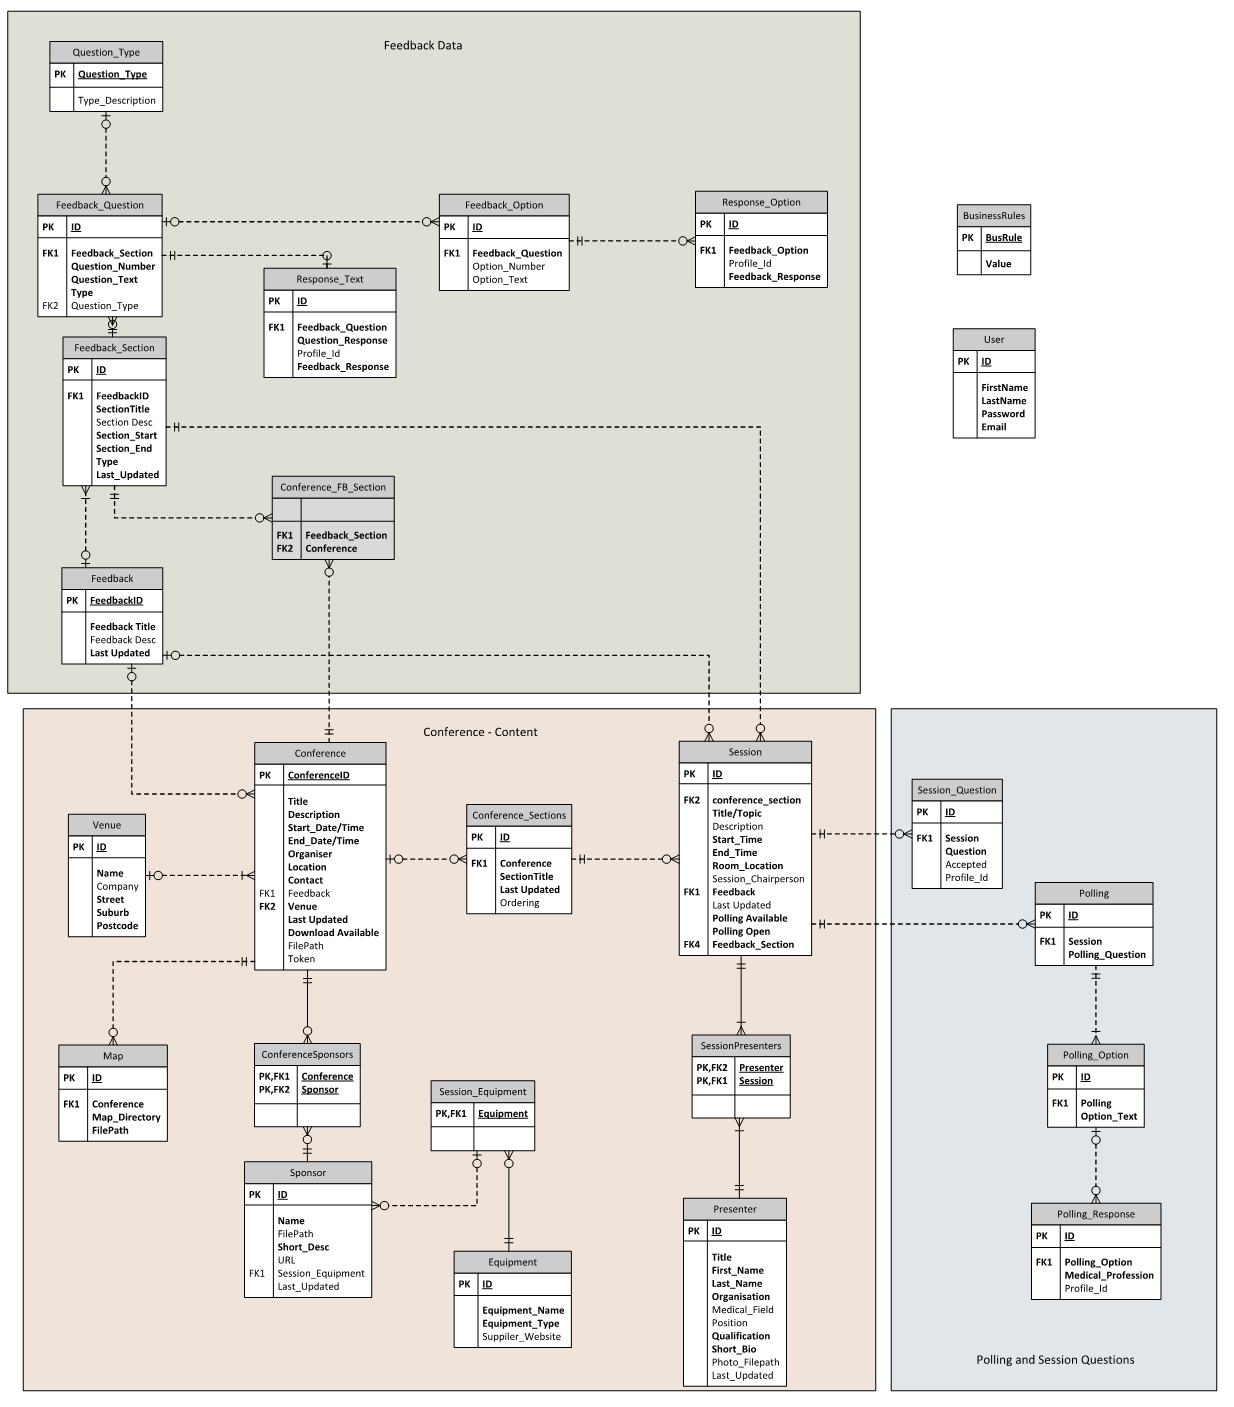 Feedback Data
Question_Type
PK Question_Type
Type_Description
Feedback_Question
PK ID
FK1 Feedback_Section
Question_Number
Question_Text
Type
FK2 Question_Type
Feedback_Option
PK ID
FK1 Feedback_Question
Option_Number
Option_Text
Response_Option
PK ID
FK1 Feedback_Option
Profile_Id
Feedback_Response
BusinessRules
PK BusRule
Value
Response_Text
PK ID
FK1 Feedback_Question
Question_Response
Profile_Id
Feedback_Response
User
PK ID
FirstName
LastName
Password
Email
Feedback_Section
PK ID
FK1 FeedbackID
SectionTitle
Section Desc
Section_Start
Section_End
Type
Last_Updated
Conference_FB_Section
FK1 Feedback_Section
FK2 Conference
Feedback
PK FeedbackID
Feedback Title
Feedback Desc
Last Updated
Conference - Content
Conference
PK ConferenceID
Title
Description
Start_Date/Time
End_Date/Time
Organiser
Location
Contact
FK1 Feedback
FK2 Venue
Last Updated
Download Available
FilePath
Token
Session
PK ID
FK2 conference_section
Title/Topic
Description
Start_Time
End_Time
Room_Location
Session_Chairperson
FK1 Feedback
Last Updated
Polling Available
Polling Open
FK4 Feedback_Section
Venue
PK ID
Name
Company
Street
Suburb
Postcode
Conference_Sections
PK ID
FK1 Conference
SectionTitle
Last Updated
Ordering
Session_Question
PK ID
FK1 Session
Question
Accepted
Profile_Id
Polling
PK ID
FK1 Session
Polling_Question
Map
PK ID
FK1 Conference
Map_Directory
FilePath
ConferenceSponsors
PK,FK1 Conference
PK,FK2 Sponsor
Session_Equipment
PK,FK1 Equipment
SessionPresenters
PK,FK2 Presenter
PK,FK1 Session
Polling_Option
PK ID
FK1 Polling
Option_Text
Sponsor
PK ID
Name
FilePath
Short_Desc
URL
FK1 Session_Equipment
Last_Updated
Equipment
PK ID
Equipment_Name
Equipment_Type
Suppiler_Website
Presenter
PK ID
Title
First_Name
Last_Name
Organisation
Medical_Field
Position
Qualification
Short_Bio
Photo_Filepath
Last_Updated
Polling_Response
PK ID
FK1 Polling_Option
Medical_Profession
Profile_Id
Polling and Session Questions